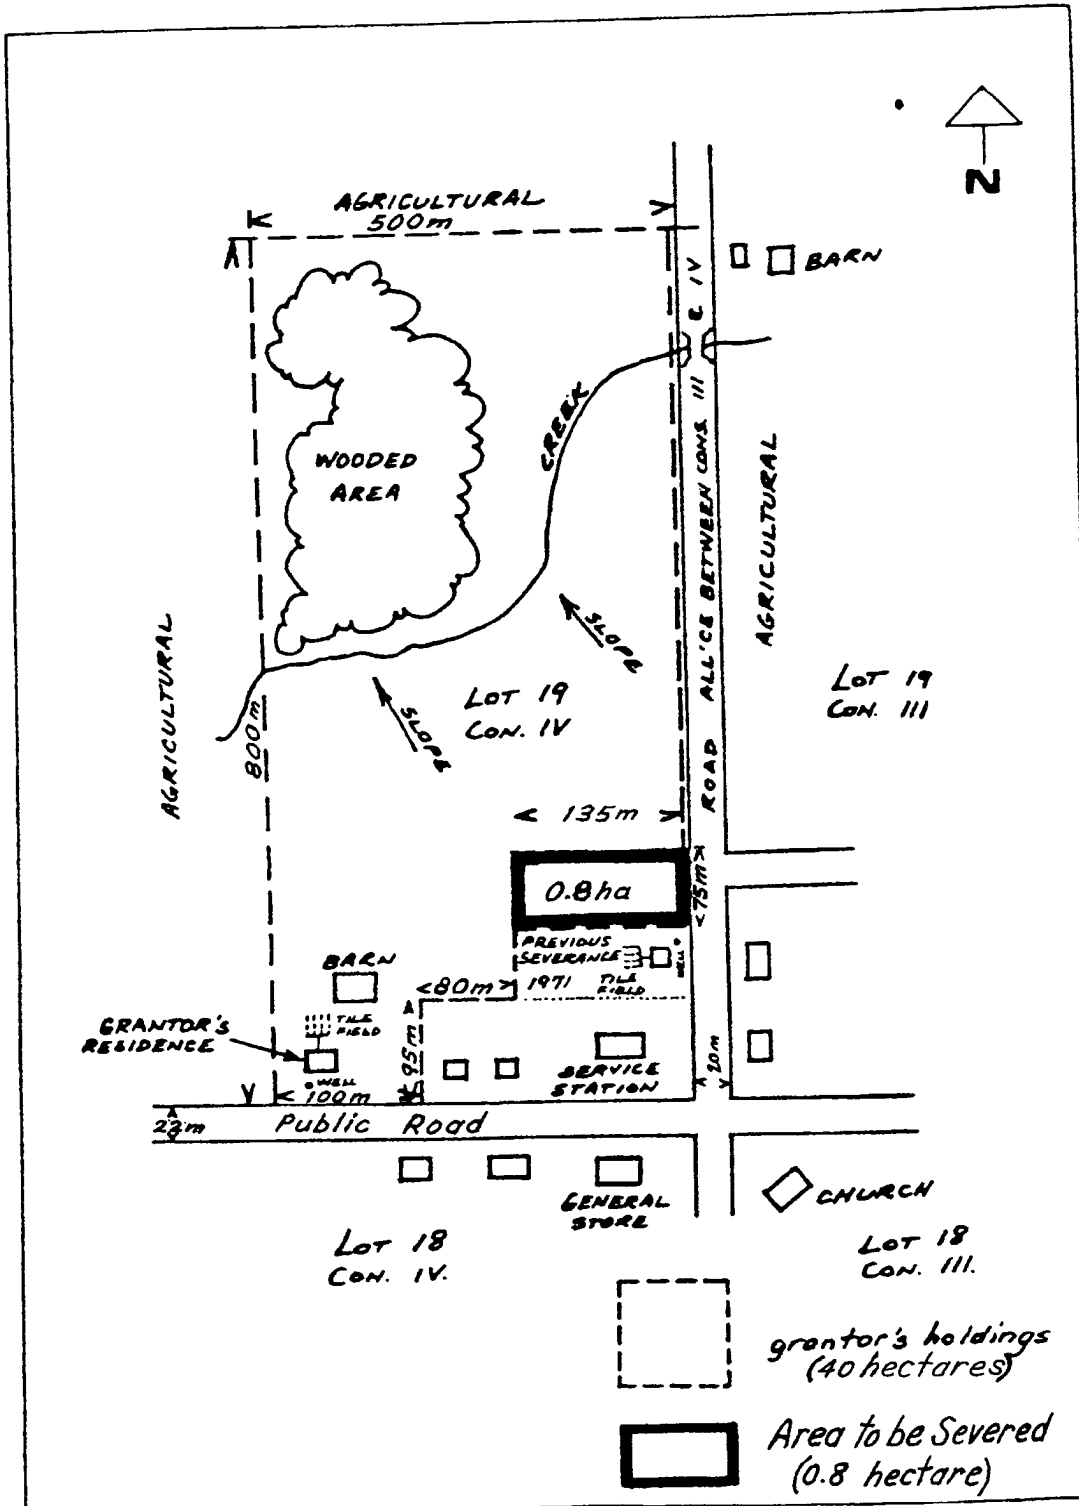 N
AGRICULTURAL
500m
BARN
WOODED
AREA
CREEK
ROAD ALL'CE BETWEEN CONS III & IV
AGRICULTURAL
AGRICULTURAL
SLOPE
SLOPE
800m
LOT 19
CON. IV
LOT 19
CON. III
135m
0.8ha
75m
PREVIOUS
SEVERANCE
1971
TILE
FIELD
WELL
BARN
80m
TILE
FIELD
GRANTOR'S
RESIDENCE
WELL
95m
100m
SERVICE
STATION
20m
22m
Public Road
GENERAL
STORE
CHURCH
LOT 18
CON. IV.
LOT 18
CON. III.
grantor's holdings
(40 hectares)
Area to be Severed
(0.8 hectare)